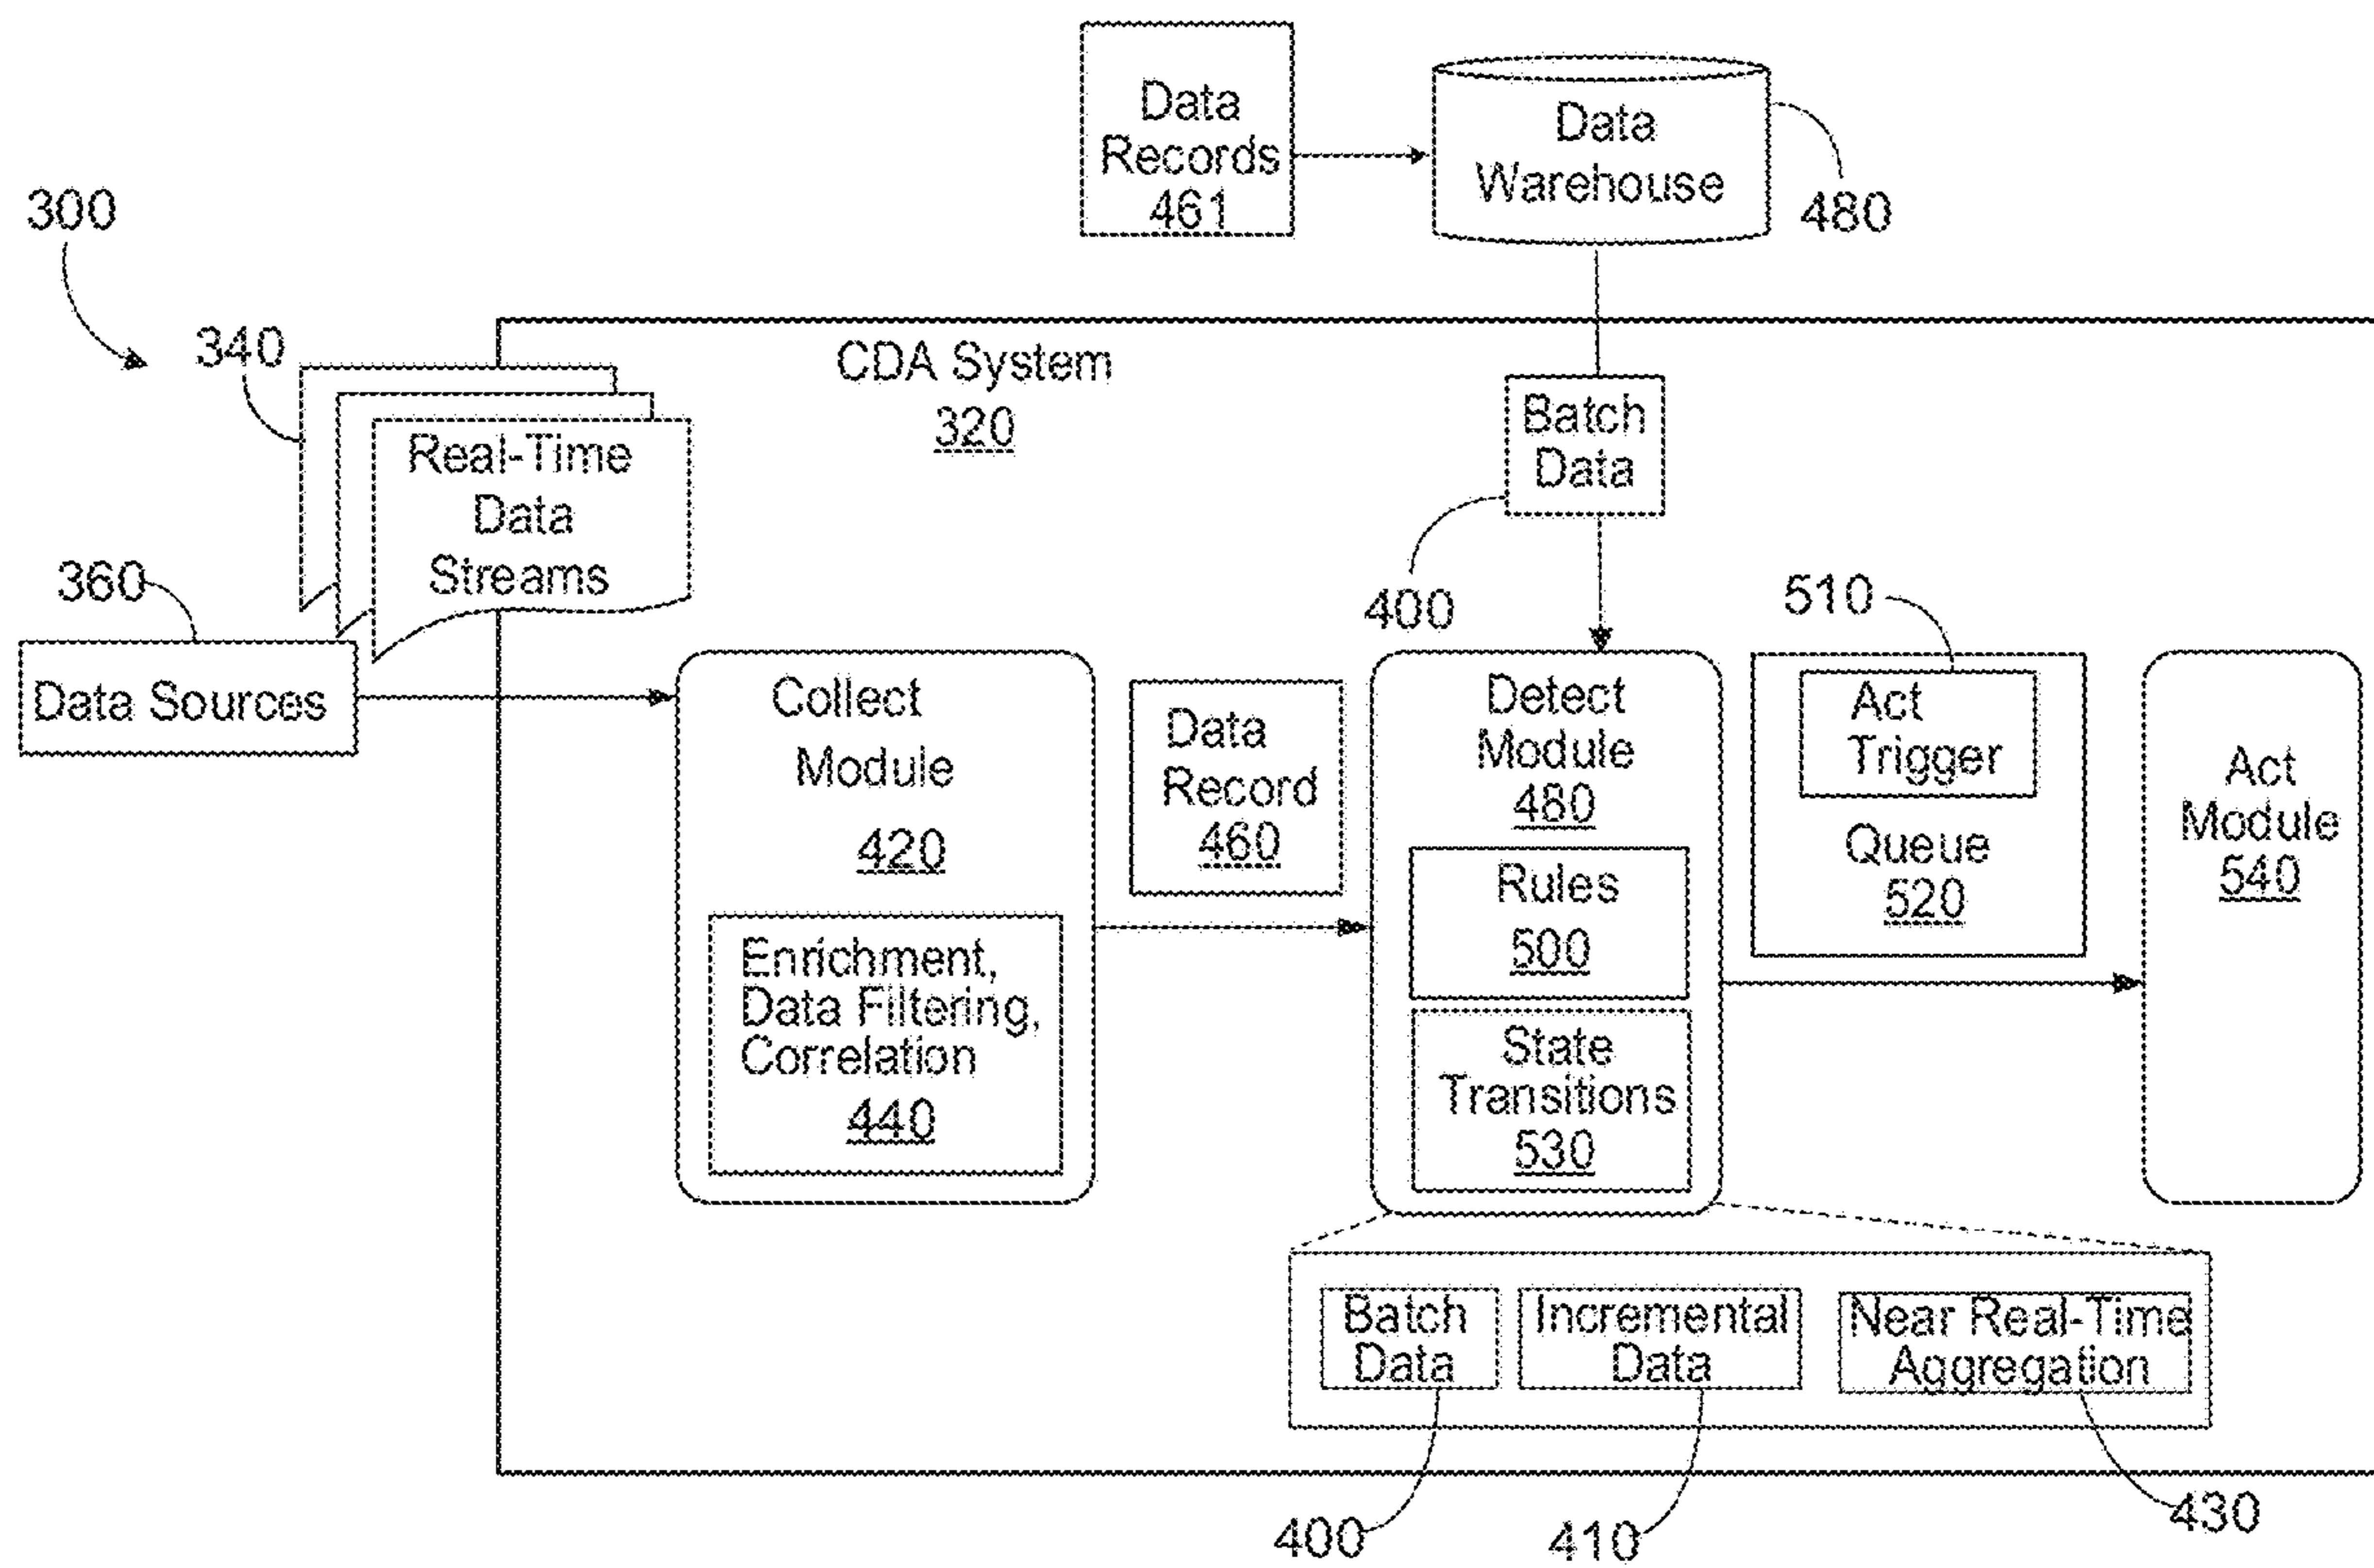 Data
Records
461
Data
Warehouse
480
300
340
CDA System
320
Real-Time
Data
Streams
Batch
Data
400
360
Data Sources
510
Collect
Module
420
Enrichment,
Data Filtering,
Correlation
440
Data
Record
460
Detect
Module
480
Rules
500
State
Transitions
530
Act
Trigger
Queue
520
Act
Module
540
Batch
Data
Incremental
Data
Near Real-Time
Aggregation
400
410
430